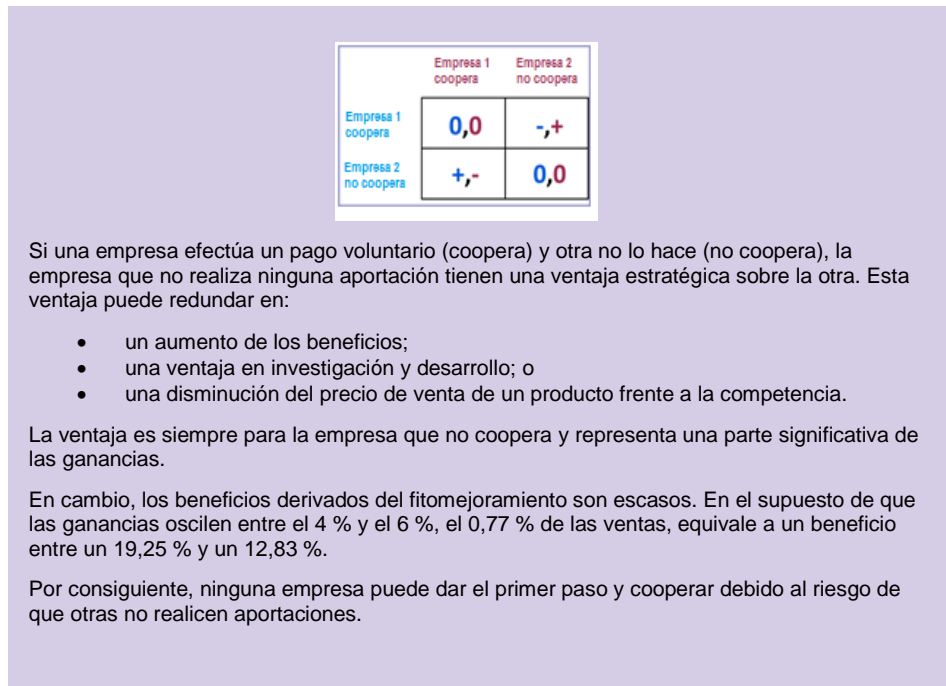 Empresa 1 Empresa 2
coopera no coopera
Empresa 1
coopera
0,0 -,+
Empresa 2
no coopera
+,- 0,0
Si una empresa efectúa un pago voluntario (coopera) y otra no lo hace (no coopera), la
empresa que no realiza ninguna aportación tienen una ventaja estratégica sobre la otra. Esta
ventaja puede redundar en:
• un aumento de los beneficios;
• una ventaja en investigación y desarrollo; o
• una disminución del precio de venta de un producto frente a la competencia.
La ventaja es siempre para la empresa que no coopera y representa una parte significativa de
las ganancias.
En cambio, los beneficios derivados del fitomejoramiento son escasos. En el supuesto de que
las ganancias oscilen entre el 4 % y el 6 %, el 0,77 % de las ventas, equivale a un beneficio
entre un 19,25 % y un 12,83 %.
Por consiguiente, ninguna empresa puede dar el primer paso y cooperar debido al riesgo de
que otras no realicen aportaciones.